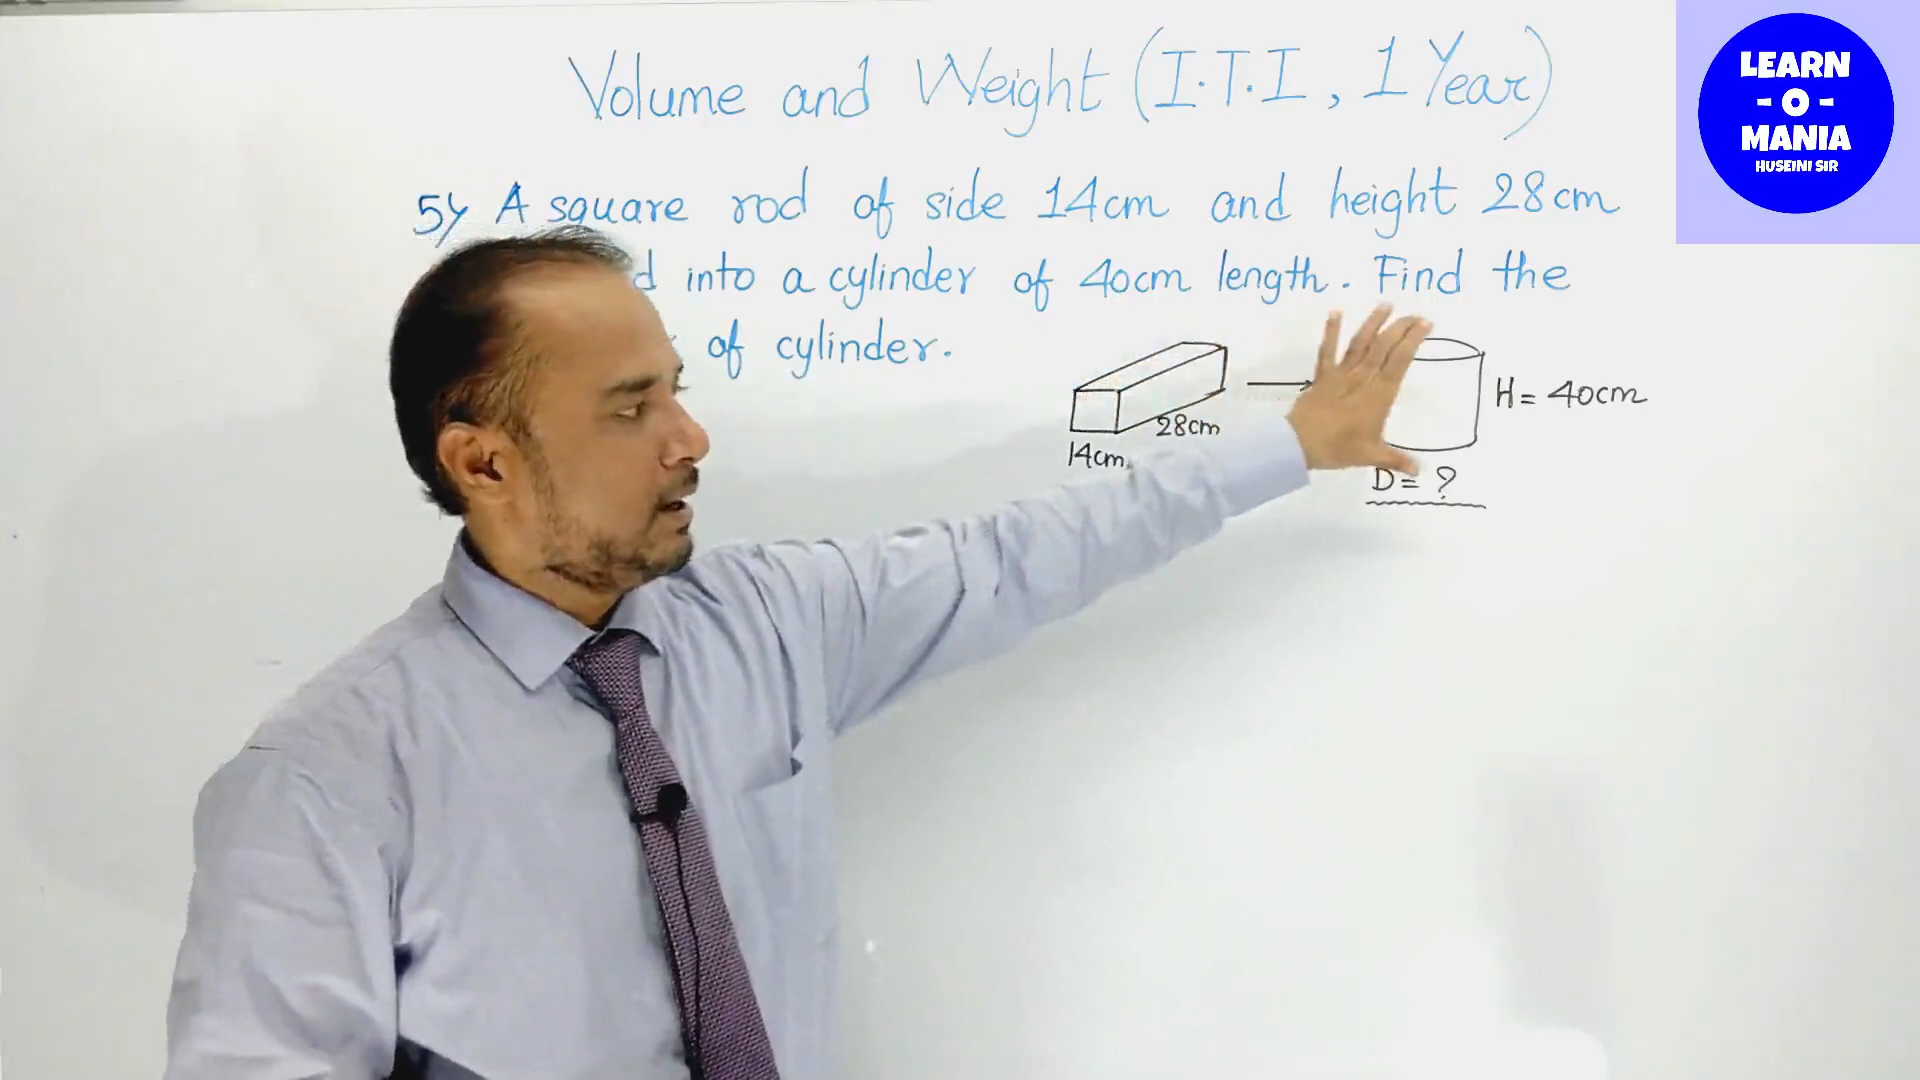 Volume and Weight (I.T.I, 1 Year)
5y A square rod of side 14cm and height 28cm
into a cylinder of 40cm length. Find the
of cylinder.
28cm
14cm
H = 40cm
D = ?
LEARN
- O -
MANIA
HUSEINI SIR